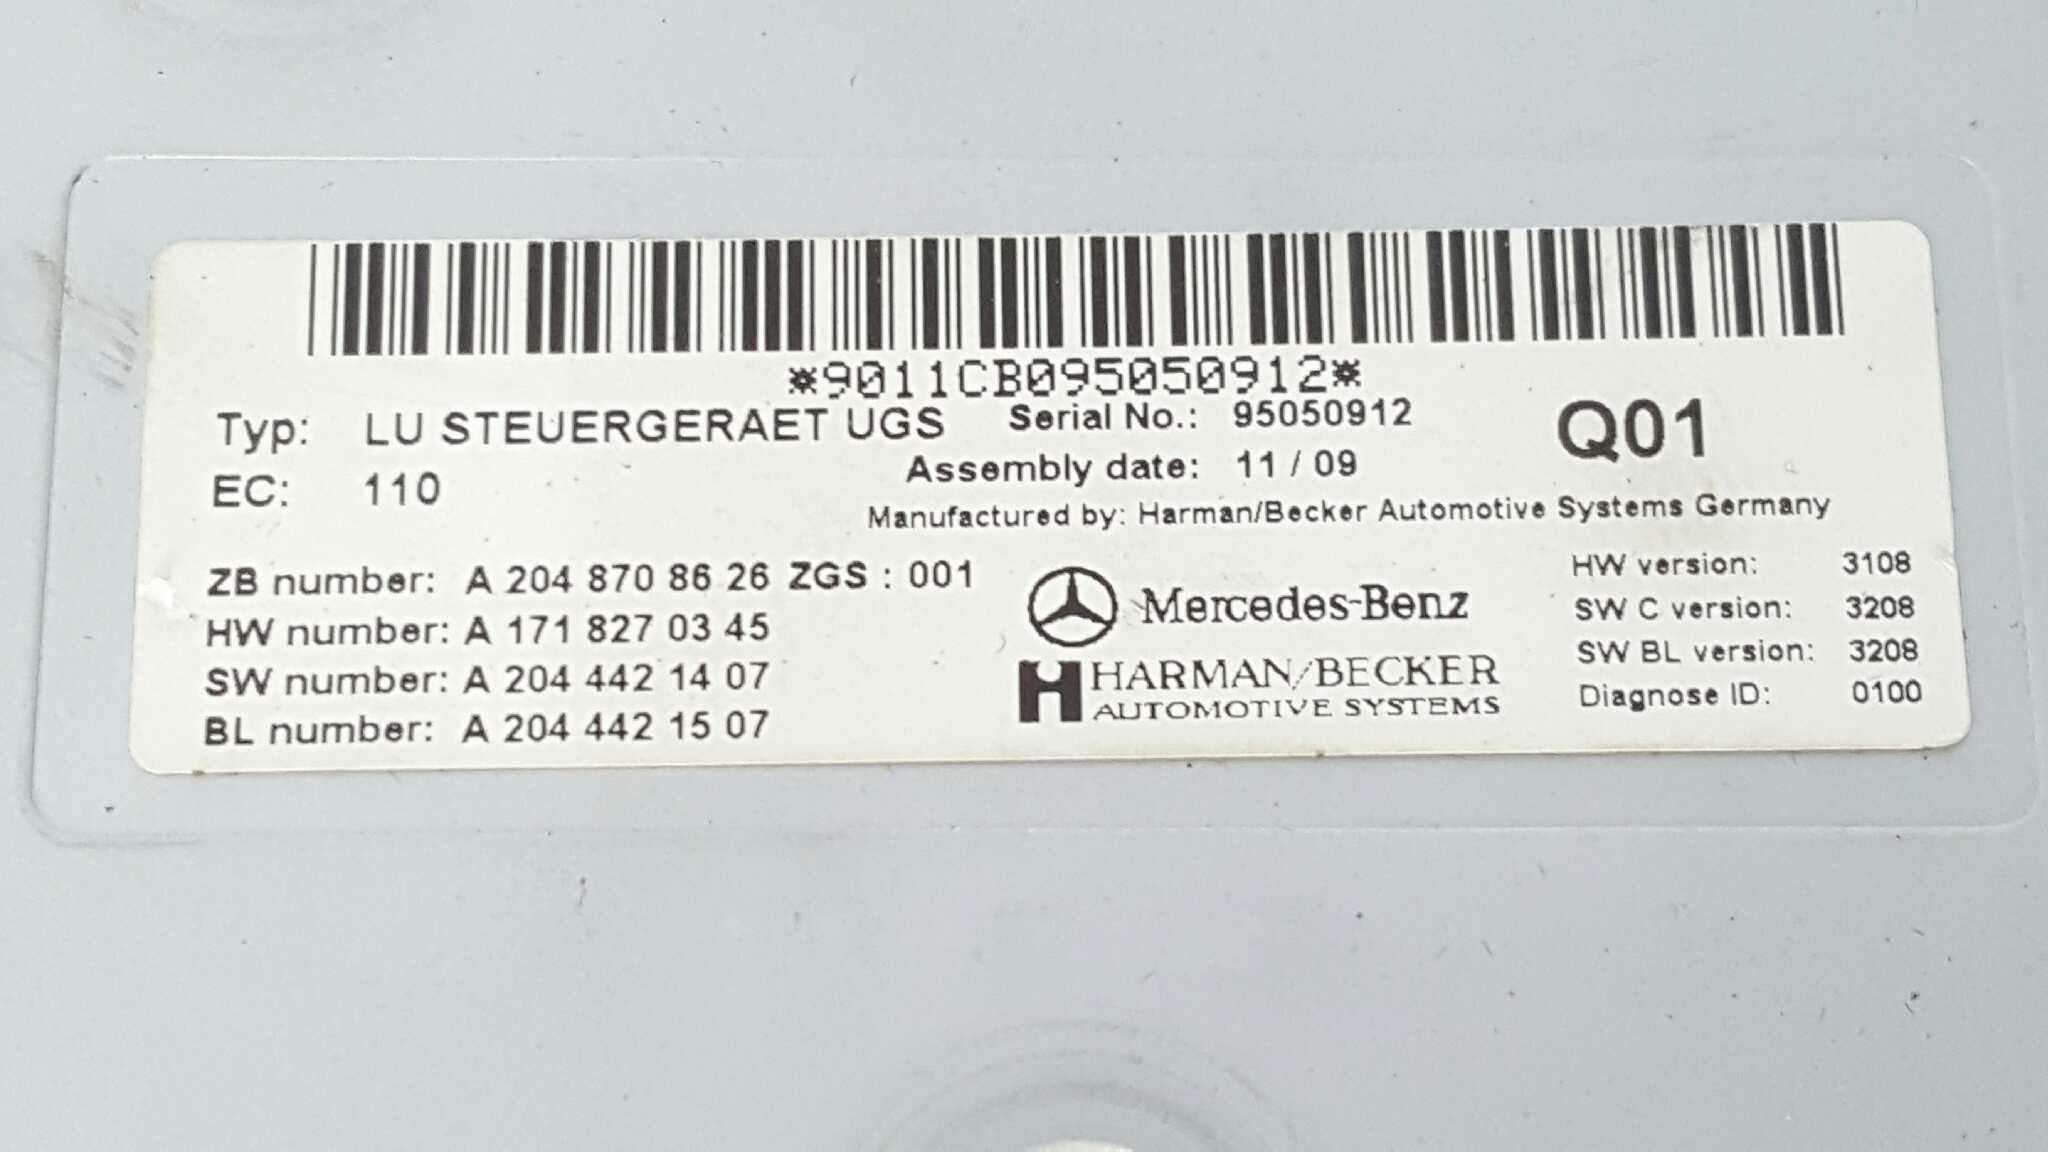 *9011CB095050912*
Typ: LU STEUERGERAET UGS Serial No.: 95050912 Q01
EC: 110 Assembly date: 11 / 09
Manufactured by: Harman/Becker Automotive Systems Germany
ZB number: A 204 870 86 26 ZGS : 001
HW number: A 171 827 03 45
SW number: A 204 442 14 07
BL number: A 204 442 15 07
Mercedes-Benz
HARMAN/BECKER
AUTOMOTIVE SYSTEMS
HW version: 3108
SW C version: 3208
SW BL version: 3208
Diagnose ID: 0100